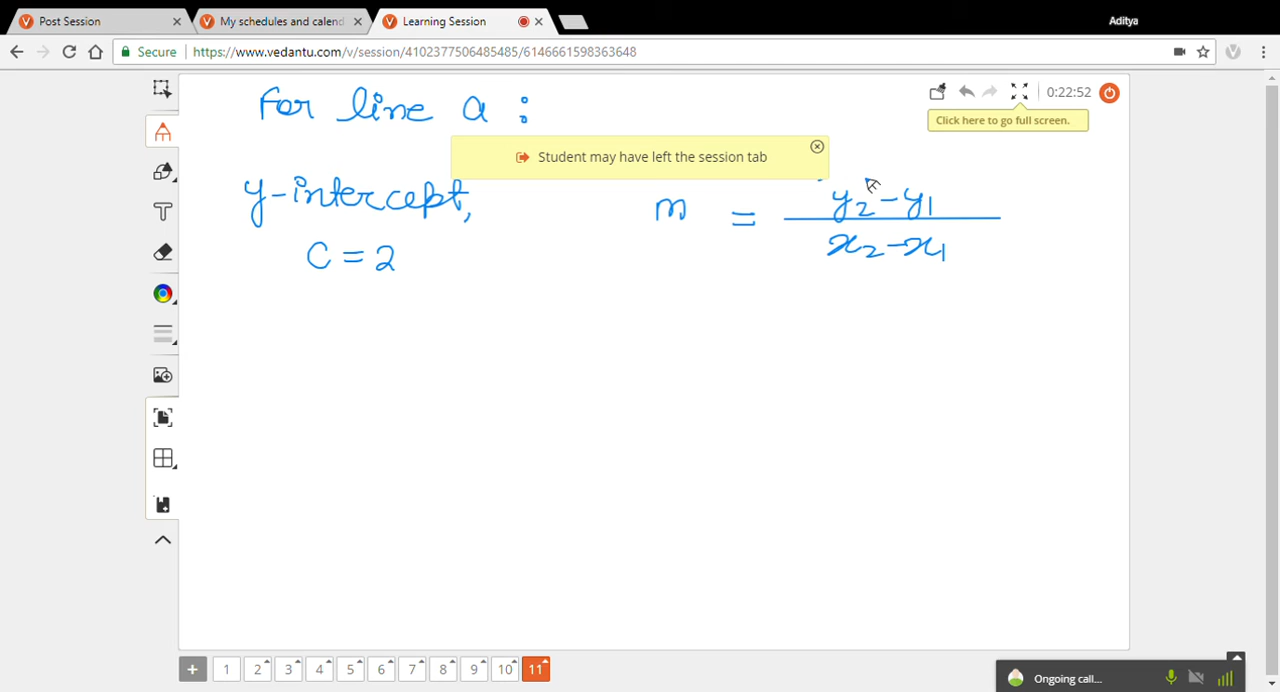 Post Session
My schedules and calend
Learning Session
Aditya
Secure
https://www.vedantu.com/v/session/4102377506485485/6146661598363648
0:22:52
Click here to go full screen.
For line a :
Student may have left the session tab
y-intercept,
C = 2
m = y₂-y₁ / x₂-x₁
+ 1 2 3 4 5 6 7 8 9 10 11
Ongoing call...